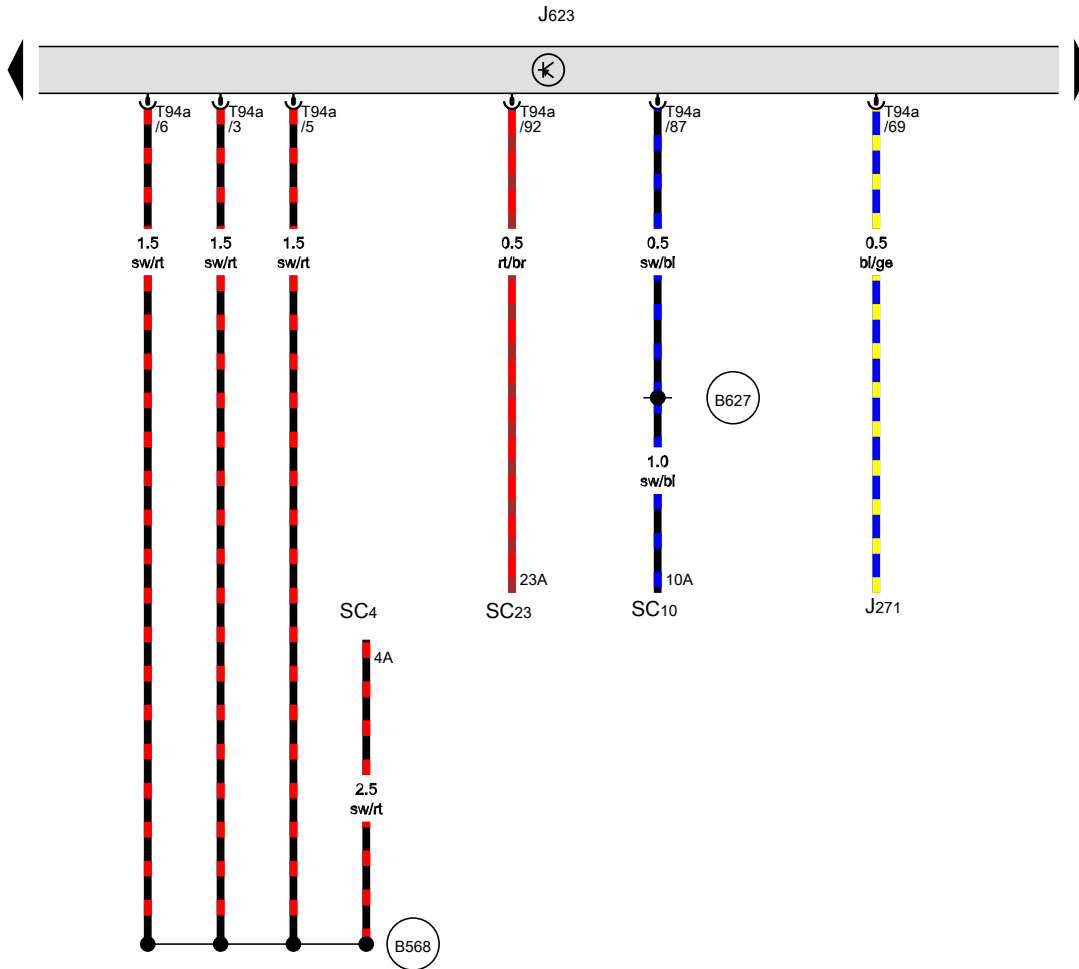 J623
T94a
/6
T94a
/3
T94a
/5
T94a
/92
T94a
/87
T94a
/69
1.5
sw/rt
1.5
sw/rt
1.5
sw/rt
0.5
rt/br
0.5
sw/bl
0.5
bl/ge
B627
1.0
sw/bl
23A
10A
SC23
SC10
J271
SC4
4A
2.5
sw/rt
B568